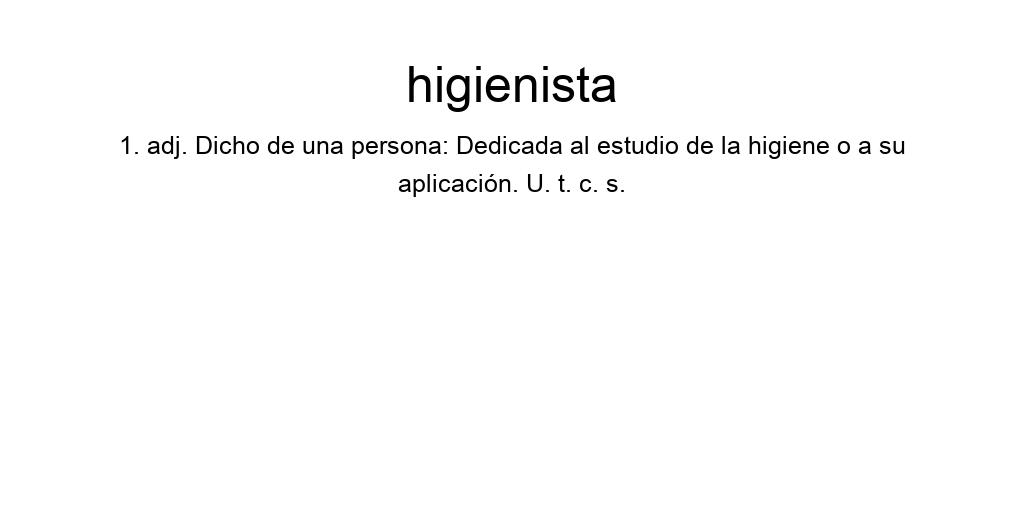 higienista
1. adj. Dicho de una persona: Dedicada al estudio de la higiene o a su
aplicación. U. t. c. s.